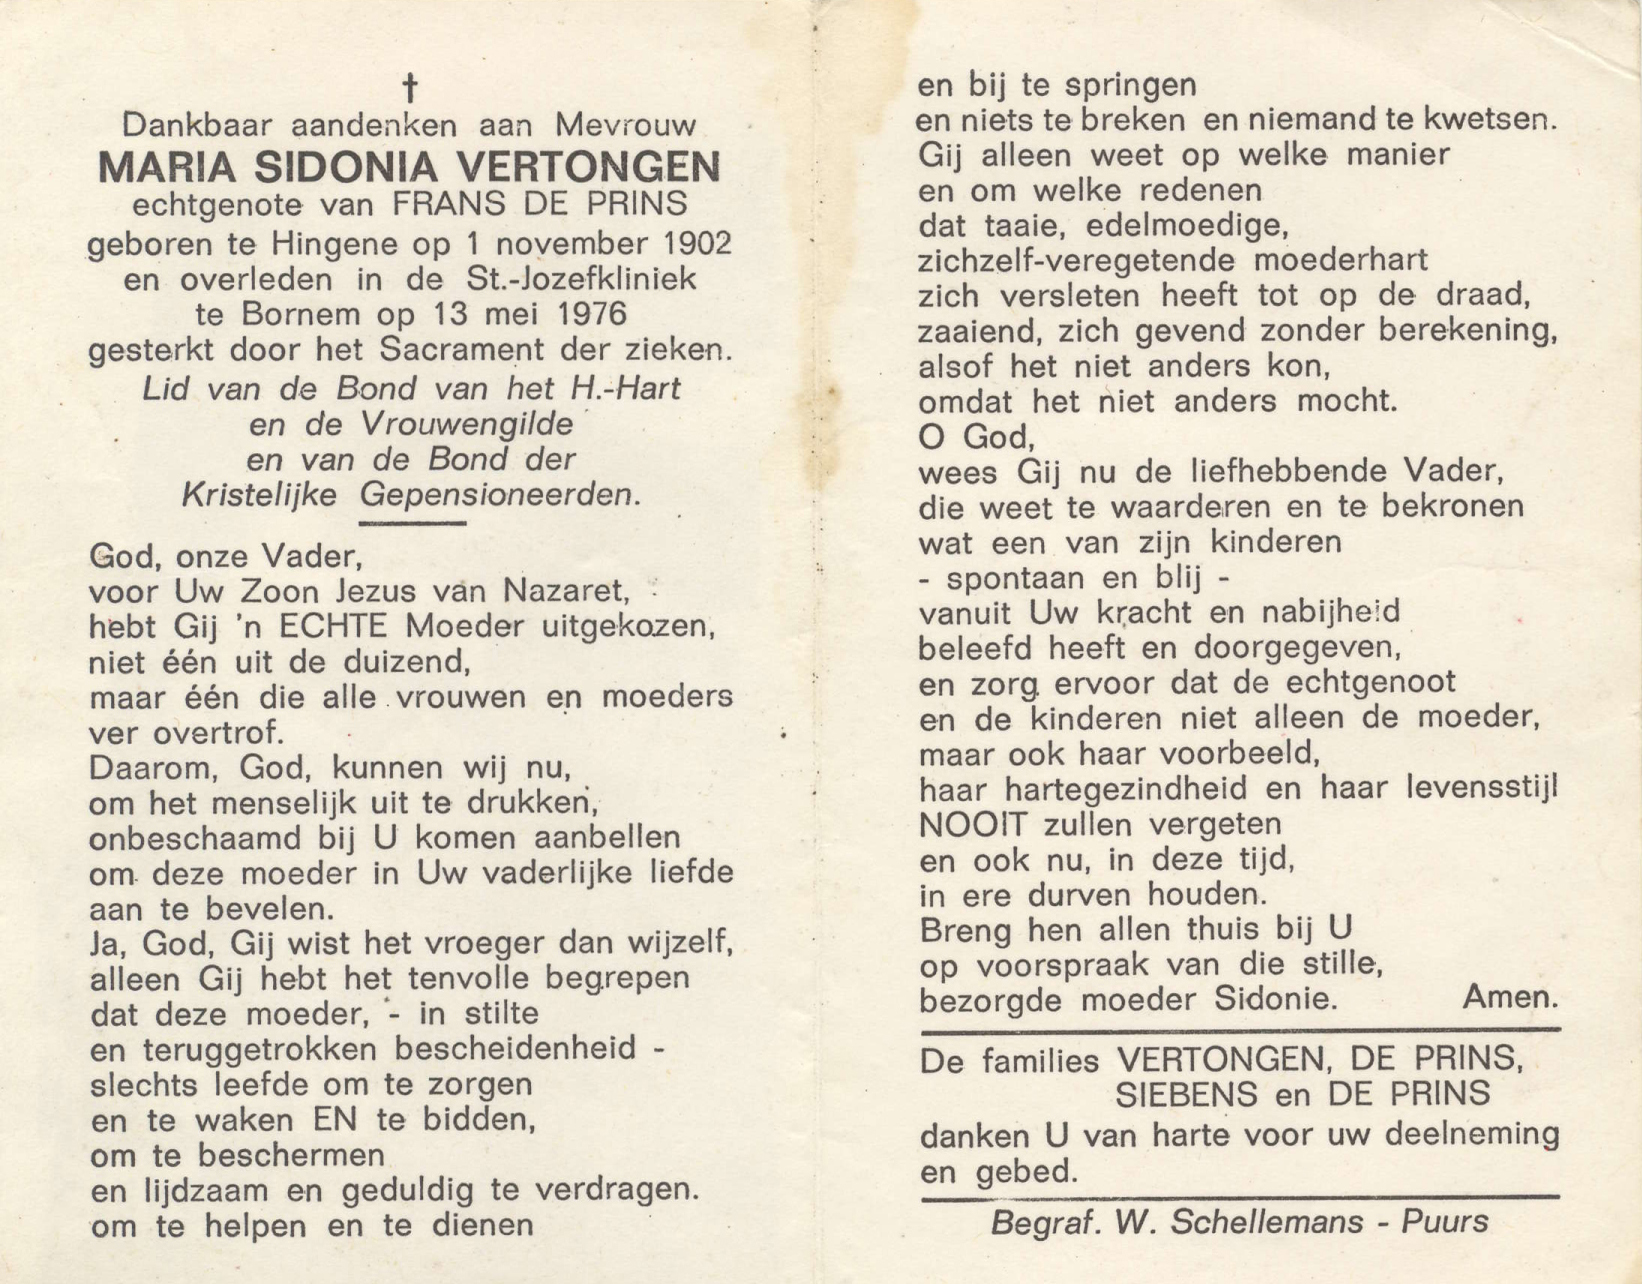 †
Dankbaar aandenken aan Mevrouw
MARIA SIDONIA VERTONGEN
echtgenote van FRANS DE PRINS
geboren te Hingene op 1 november 1902
en overleden in de St.-Jozefkliniek
te Bornem op 13 mei 1976
gesterkt door het Sacrament der zieken.
Lid van de Bond van het H.-Hart
en de Vrouwengilde
en van de Bond der
Kristelijke Gepensioneerden.
God, onze Vader,
voor Uw Zoon Jezus van Nazaret,
hebt Gij 'n ECHTE Moeder uitgekozen,
niet één uit de duizend,
maar één die alle vrouwen en moeders
ver overtrof.
Daarom, God, kunnen wij nu,
om het menselijk uit te drukken,
onbeschaamd bij U komen aanbellen
om deze moeder in Uw vaderlijke liefde
aan te bevelen.
Ja, God, Gij wist het vroeger dan wijzelf,
alleen Gij hebt het tenvolle begrepen
dat deze moeder, - in stilte
en teruggetrokken bescheidenheid -
slechts leefde om te zorgen
en te waken EN te bidden,
om te beschermen
en lijdzaam en geduldig te verdragen.
om te helpen en te dienen
en bij te springen
en niets te breken en niemand te kwetsen.
Gij alleen weet op welke manier
en om welke redenen
dat taaie, edelmoedige,
zichzelf-veregetende moederhart
zich versleten heeft tot op de draad,
zaaiend, zich gevend zonder berekening,
alsof het niet anders kon,
omdat het niet anders mocht.
O God,
wees Gij nu de liefhebbende Vader,
die weet te waarderen en te bekronen
wat een van zijn kinderen
- spontaan en blij -
vanuit Uw kracht en nabijheid
beleefd heeft en doorgegeven,
en zorg ervoor dat de echtgenoot
en de kinderen niet alleen de moeder,
maar ook haar voorbeeld,
haar hartegezindheid en haar levensstijl
NOOIT zullen vergeten
en ook nu, in deze tijd,
in ere durven houden.
Breng hen allen thuis bij U
op voorspraak van die stille,
bezorgde moeder Sidonie. Amen.
De families VERTONGEN, DE PRINS,
SIEBENS en DE PRINS
danken U van harte voor uw deelneming
en gebed.
Begraf. W. Schellemans - Puurs